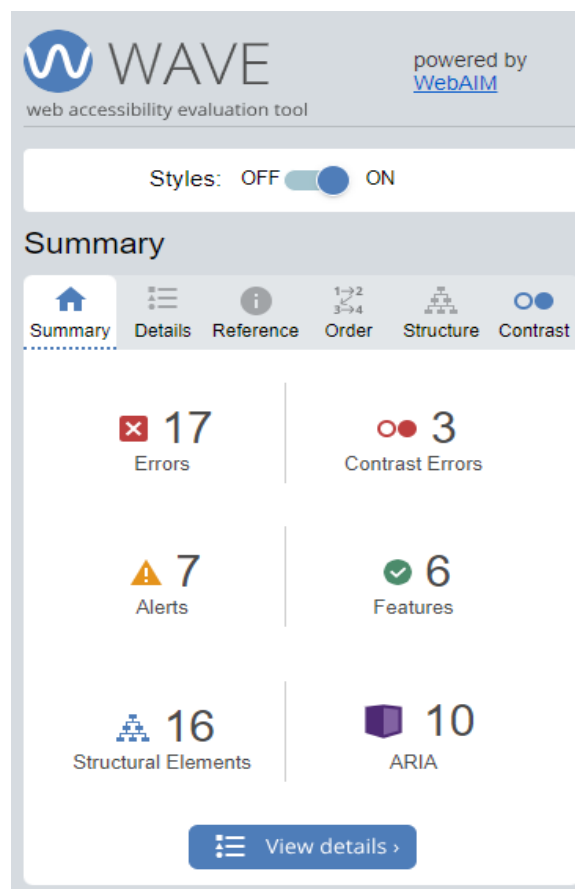 WAVE
powered by
WebAIM
web accessibility evaluation tool
Styles: OFF ON
Summary
1→2
3→4
Summary Details Reference Order Structure Contrast
17
Errors
3
Contrast Errors
7
Alerts
6
Features
16
Structural Elements
10
ARIA
View details ›